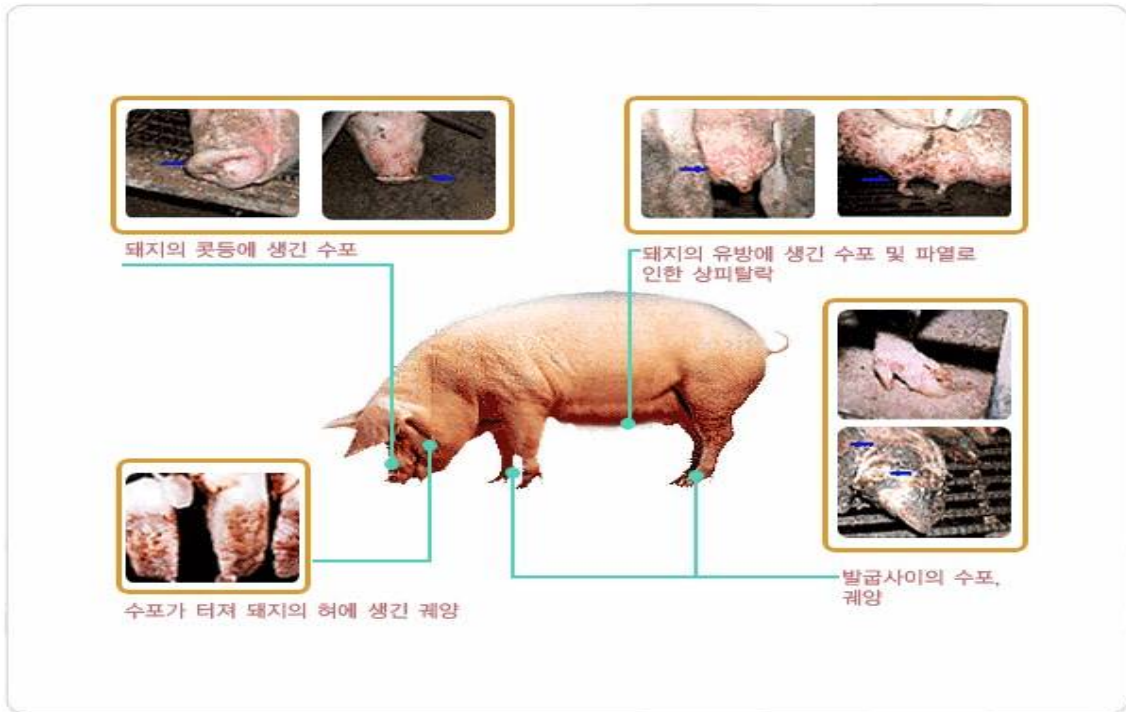 돼지의 콧등에 생긴 수포
돼지의 유방에 생긴 수포 및 파열로
인한 상피탈락
수포가 터져 돼지의 혀에 생긴 궤양
발굽사이의 수포,
궤양